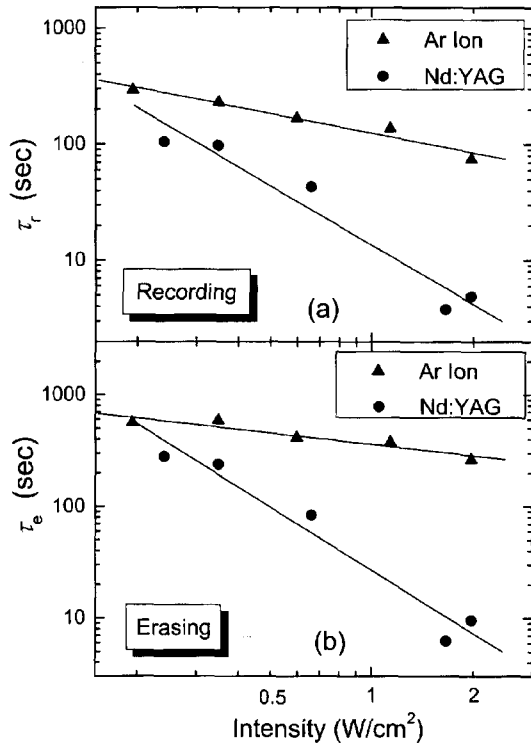 1000
100
10
τr (sec)
Ar Ion
Nd:YAG
Recording
(a)
1000
100
10
τe (sec)
Ar Ion
Nd:YAG
Erasing
(b)
0.5
1
2
Intensity (W/cm²)